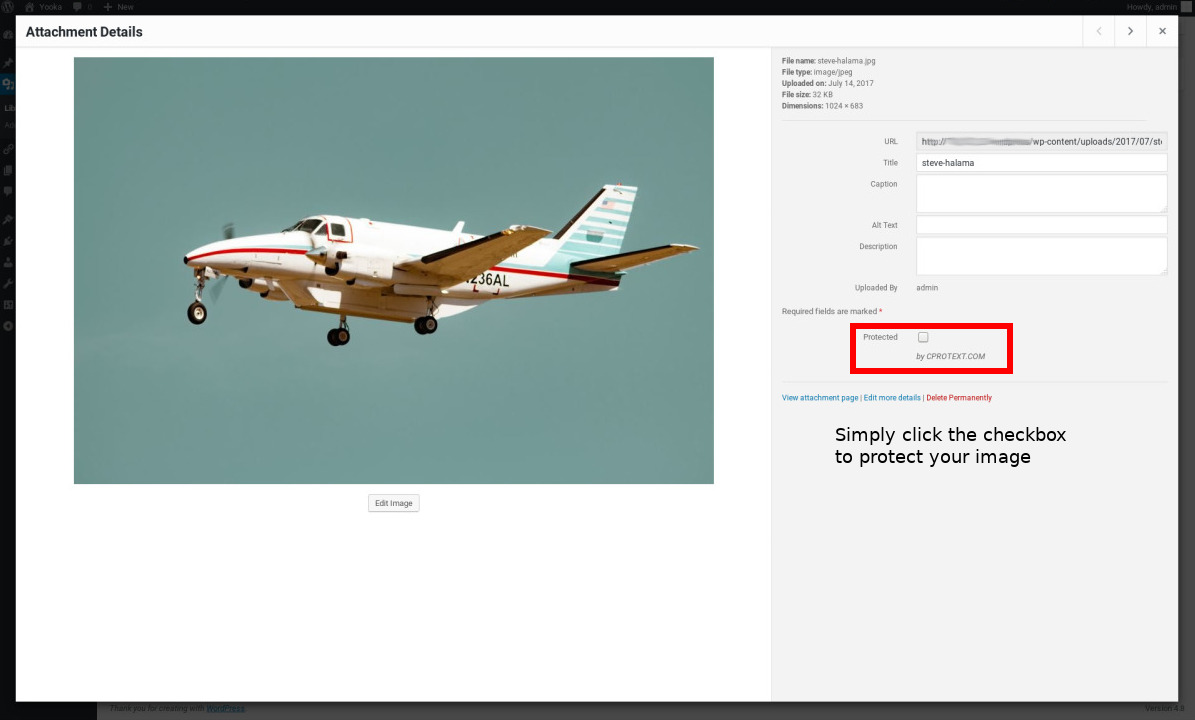 Yooka 0 New
Howdy, admin
Attachment Details
File name: steve-halama.jpg
File type: image/jpeg
Uploaded on: July 14, 2017
File size: 32 KB
Dimensions: 1024 × 683
URL http:// /wp-content/uploads/2017/07/ste
Title steve-halama
Caption
Alt Text
Description
Uploaded By admin
Required fields are marked *
Protected
by CPROTEXT.COM
View attachment page | Edit more details | Delete Permanently
Simply click the checkbox
to protect your image
236AL
Edit Image
Thank you for creating with WordPress.
Version 4.8